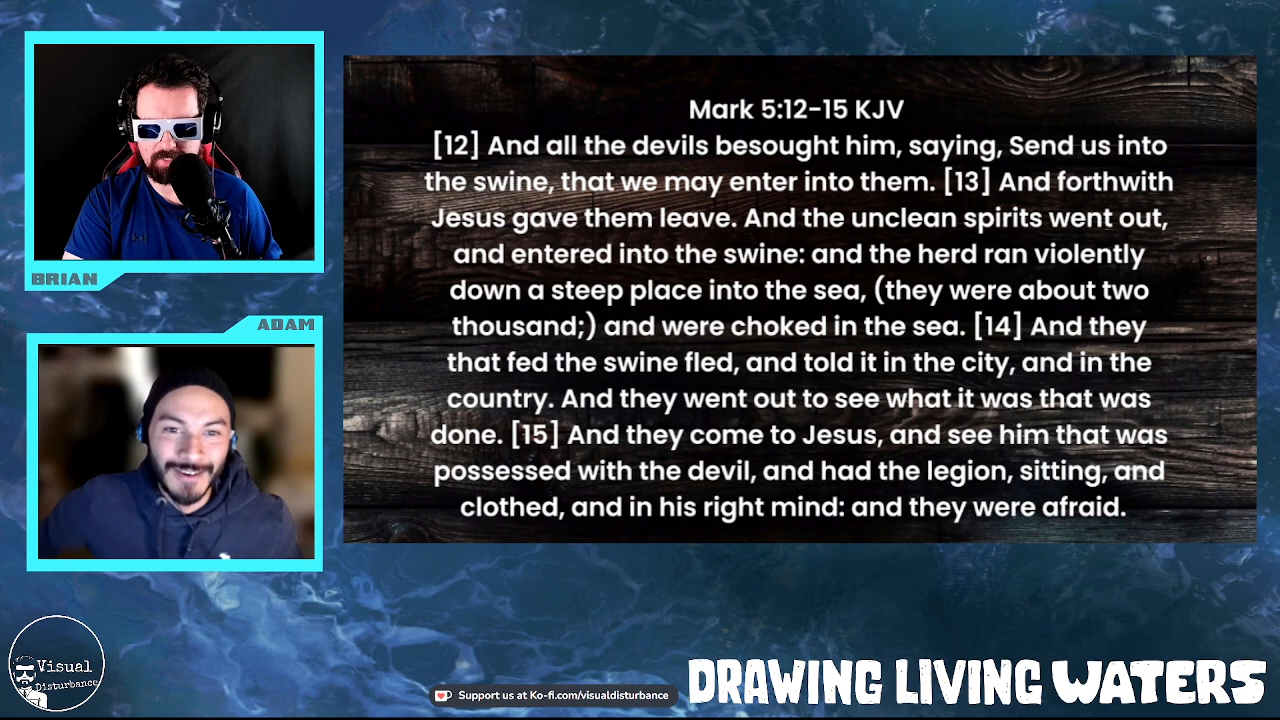 BRIAN
ADAM
Mark 5:12-15 KJV
[12] And all the devils besought him, saying, Send us into
the swine, that we may enter into them. [13] And forthwith
Jesus gave them leave. And the unclean spirits went out,
and entered into the swine: and the herd ran violently
down a steep place into the sea, (they were about two
thousand;) and were choked in the sea. [14] And they
that fed the swine fled, and told it in the city, and in the
country. And they went out to see what it was that was
done. [15] And they come to Jesus, and see him that was
possessed with the devil, and had the legion, sitting, and
clothed, and in his right mind: and they were afraid.
Visual
Disturbance
Support us at Ko-fi.com/visualdisturbance
DRAWING LIVING WATERS